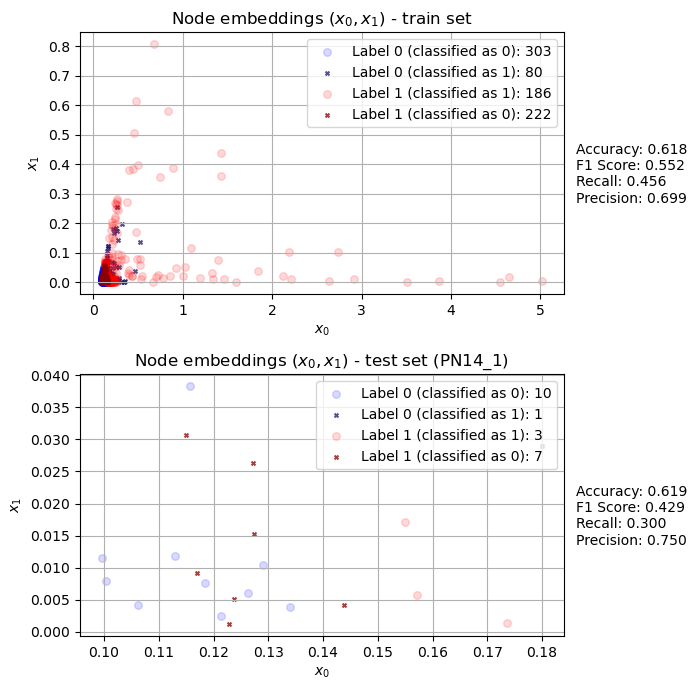 Node embeddings (x₀, x₁) - train set
0.8
0.7
0.6
0.5
0.4
0.3
0.2
0.1
0.0
x₁
Label 0 (classified as 0): 303
Label 0 (classified as 1): 80
Label 1 (classified as 1): 186
Label 1 (classified as 0): 222
Accuracy: 0.618
F1 Score: 0.552
Recall: 0.456
Precision: 0.699
0 1 2 3 4 5
x₀
Node embeddings (x₀, x₁) - test set (PN14_1)
0.040
0.035
0.030
0.025
0.020
0.015
0.010
0.005
0.000
x₁
Label 0 (classified as 0): 10
Label 0 (classified as 1): 1
Label 1 (classified as 1): 3
Label 1 (classified as 0): 7
Accuracy: 0.619
F1 Score: 0.429
Recall: 0.300
Precision: 0.750
0.10 0.11 0.12 0.13 0.14 0.15 0.16 0.17 0.18
x₀